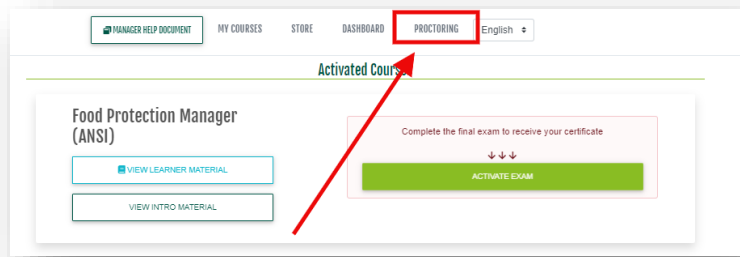 MANAGER HELP DOCUMENT MY COURSES STORE DASHBOARD PROCTORING English
Activated Cours
Food Protection Manager
(ANSI)
VIEW LEARNER MATERIAL
VIEW INTRO MATERIAL
Complete the final exam to receive your certificate
↓↓↓
ACTIVATE EXAM